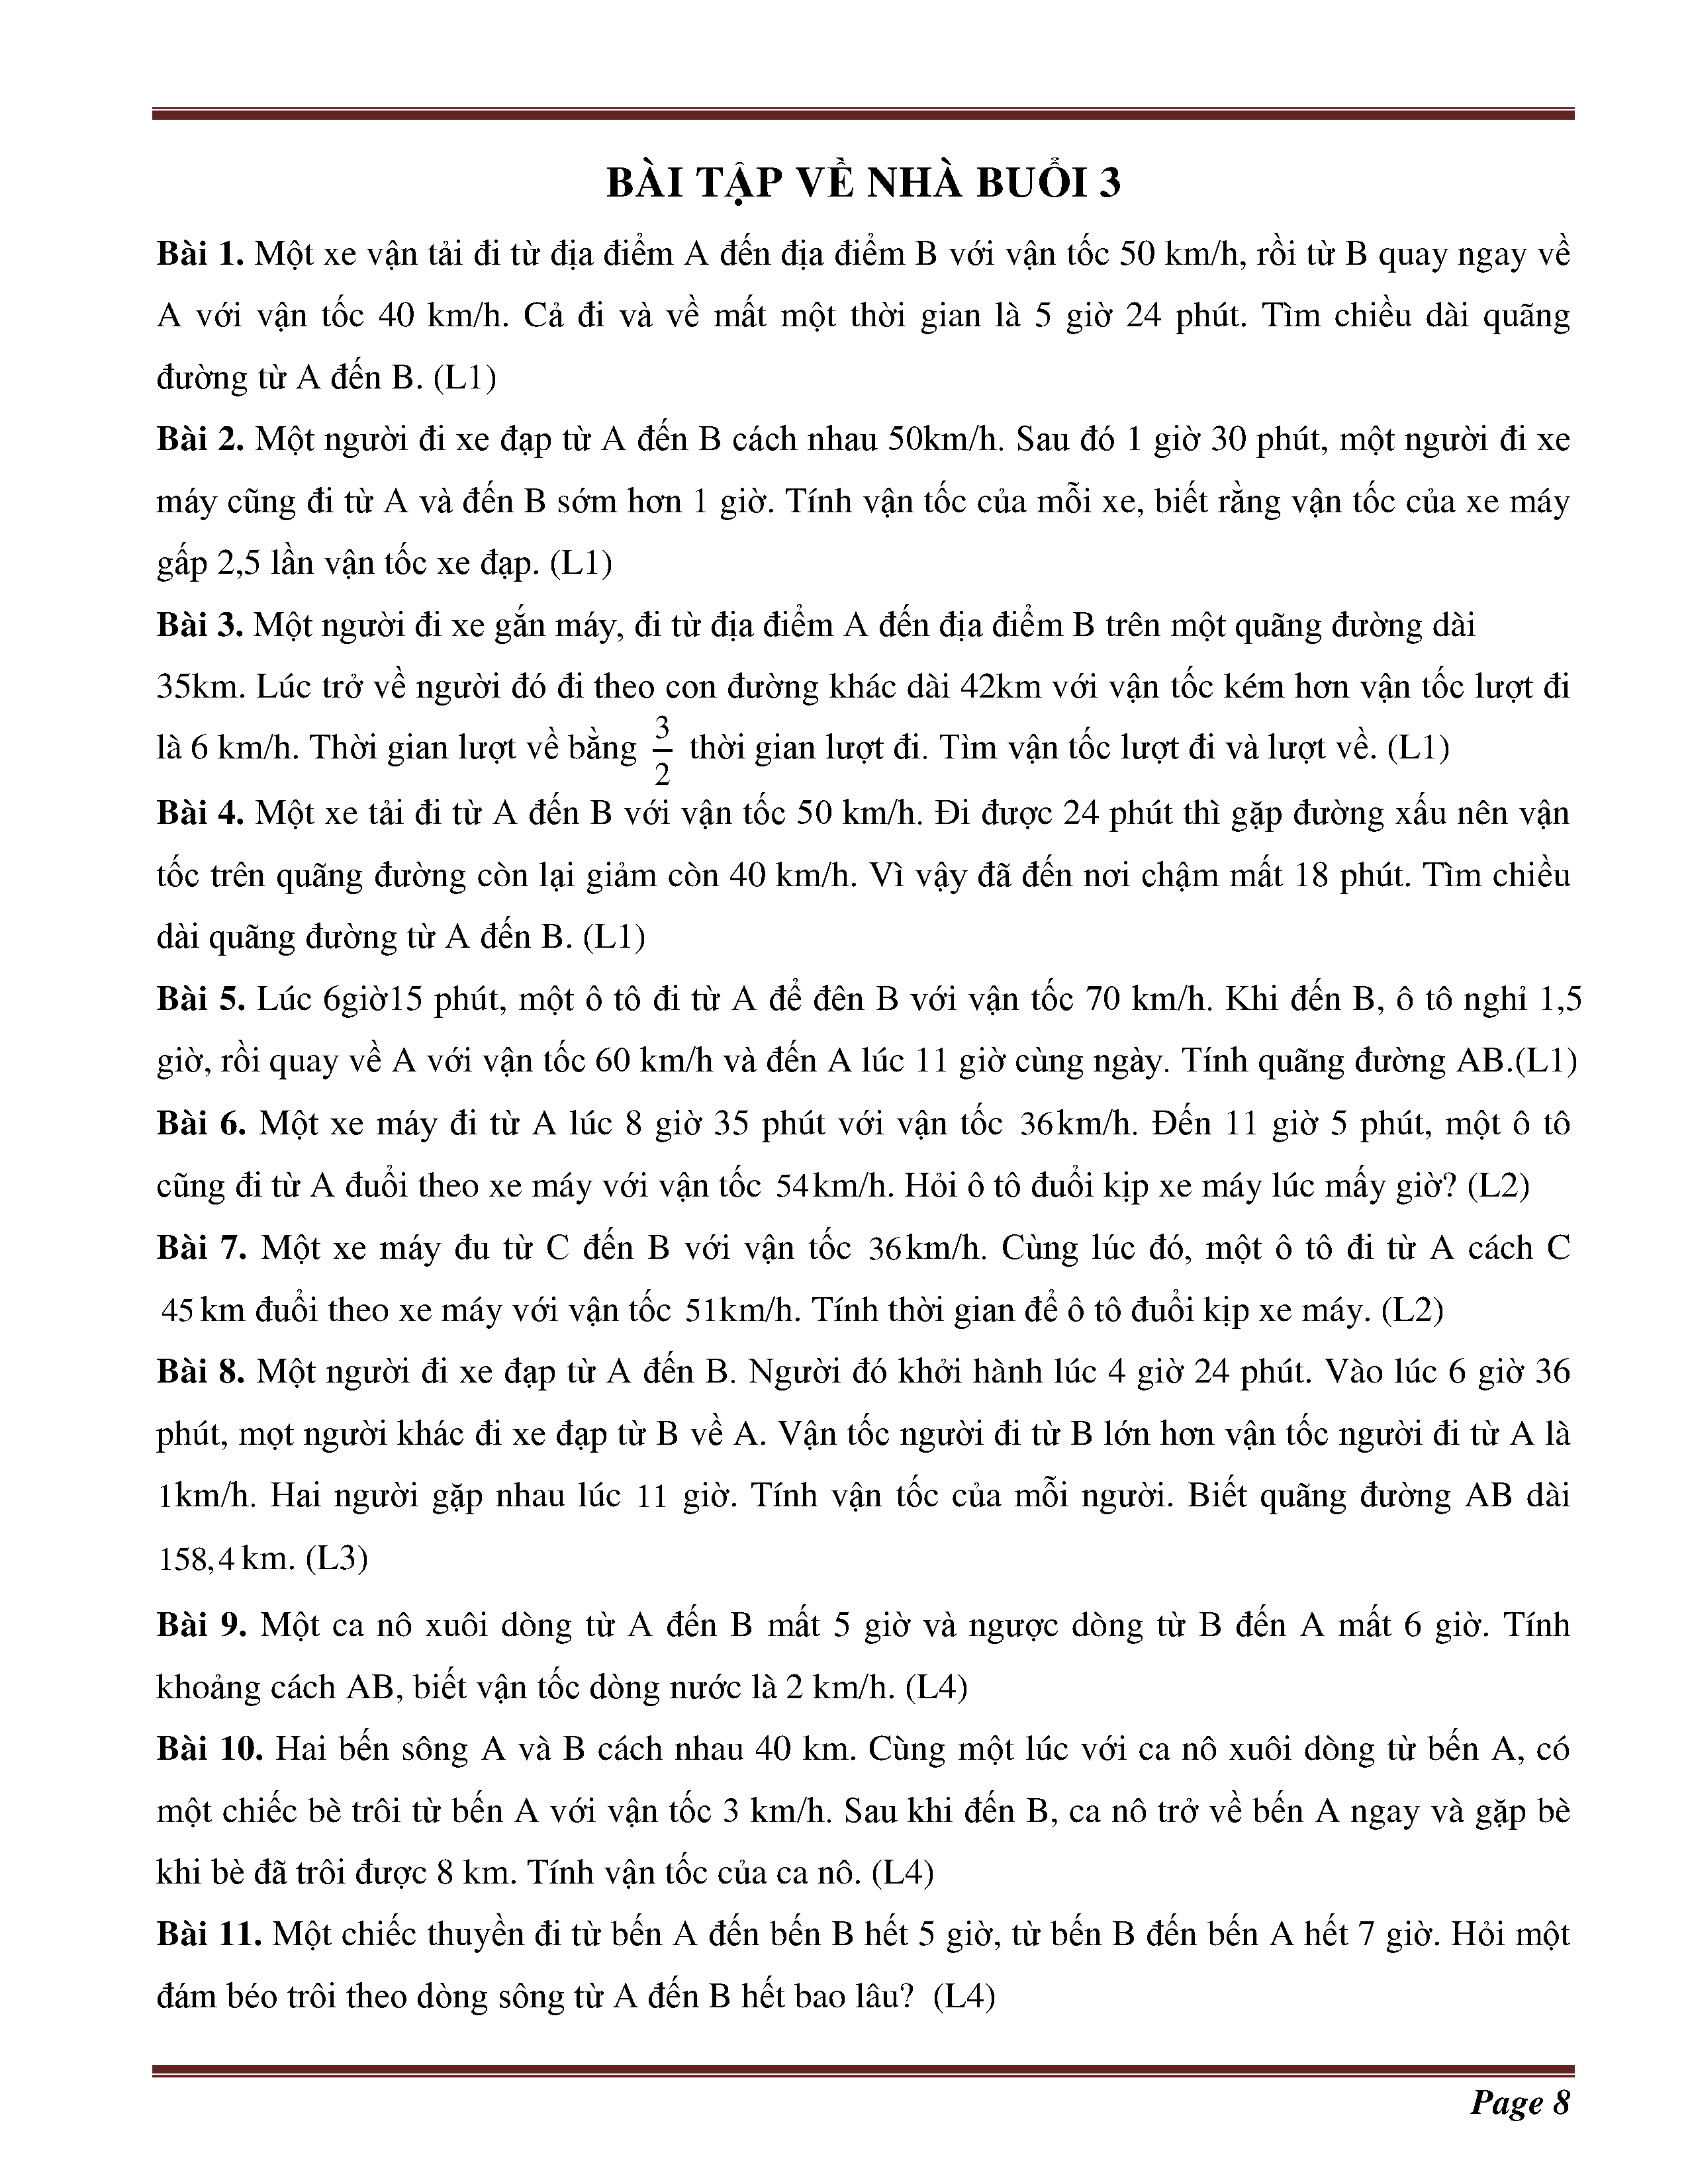 BÀI TẬP VỀ NHÀ BUỔI 3
Bài 1. Một xe vận tải đi từ địa điểm A đến địa điểm B với vận tốc 50 km/h, rồi từ B quay ngay về
A với vận tốc 40 km/h. Cả đi và về mất một thời gian là 5 giờ 24 phút. Tìm chiều dài quãng
đường từ A đến B. (L1)
Bài 2. Một người đi xe đạp từ A đến B cách nhau 50km/h. Sau đó 1 giờ 30 phút, một người đi xe
máy cũng đi từ A và đến B sớm hơn 1 giờ. Tính vận tốc của mỗi xe, biết rằng vận tốc của xe máy
gấp 2,5 lần vận tốc xe đạp. (L1)
Bài 3. Một người đi xe gắn máy, đi từ địa điểm A đến địa điểm B trên một quãng đường dài
35km. Lúc trở về người đó đi theo con đường khác dài 42km với vận tốc kém hơn vận tốc lượt đi
là 6 km/h. Thời gian lượt về bằng 3/2 thời gian lượt đi. Tìm vận tốc lượt đi và lượt về. (L1)
Bài 4. Một xe tải đi từ A đến B với vận tốc 50 km/h. Đi được 24 phút thì gặp đường xấu nên vận
tốc trên quãng đường còn lại giảm còn 40 km/h. Vì vậy đã đến nơi chậm mất 18 phút. Tìm chiều
dài quãng đường từ A đến B. (L1)
Bài 5. Lúc 6giờ15 phút, một ô tô đi từ A để đên B với vận tốc 70 km/h. Khi đến B, ô tô nghỉ 1,5
giờ, rồi quay về A với vận tốc 60 km/h và đến A lúc 11 giờ cùng ngày. Tính quãng đường AB.(L1)
Bài 6. Một xe máy đi từ A lúc 8 giờ 35 phút với vận tốc 36km/h. Đến 11 giờ 5 phút, một ô tô
cũng đi từ A đuổi theo xe máy với vận tốc 54km/h. Hỏi ô tô đuổi kịp xe máy lúc mấy giờ? (L2)
Bài 7. Một xe máy đu từ C đến B với vận tốc 36km/h. Cùng lúc đó, một ô tô đi từ A cách C
45km đuổi theo xe máy với vận tốc 51km/h. Tính thời gian để ô tô đuổi kịp xe máy. (L2)
Bài 8. Một người đi xe đạp từ A đến B. Người đó khởi hành lúc 4 giờ 24 phút. Vào lúc 6 giờ 36
phút, mọt người khác đi xe đạp từ B về A. Vận tốc người đi từ B lớn hơn vận tốc người đi từ A là
1km/h. Hai người gặp nhau lúc 11 giờ. Tính vận tốc của mỗi người. Biết quãng đường AB dài
158,4km. (L3)
Bài 9. Một ca nô xuôi dòng từ A đến B mất 5 giờ và ngược dòng từ B đến A mất 6 giờ. Tính
khoảng cách AB, biết vận tốc dòng nước là 2 km/h. (L4)
Bài 10. Hai bến sông A và B cách nhau 40 km. Cùng một lúc với ca nô xuôi dòng từ bến A, có
một chiếc bè trôi từ bến A với vận tốc 3 km/h. Sau khi đến B, ca nô trở về bến A ngay và gặp bè
khi bè đã trôi được 8 km. Tính vận tốc của ca nô. (L4)
Bài 11. Một chiếc thuyền đi từ bến A đến bến B hết 5 giờ, từ bến B đến bến A hết 7 giờ. Hỏi một
đám béo trôi theo dòng sông từ A đến B hết bao lâu? (L4)
Page 8